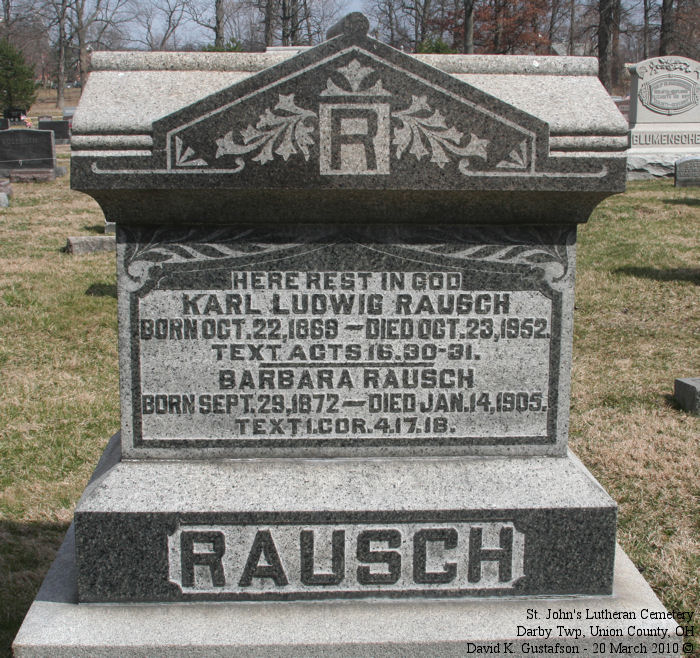 R
HERE REST IN GOD
KARL LUDWIG RAUSCH
BORN OCT. 22, 1869 — DIED OCT. 23, 1952.
TEXT. ACTS 16. 30-31.
BARBARA RAUSCH
BORN SEPT. 29, 1872 — DIED JAN. 14, 1905.
TEXT 1. COR. 4. 17. 18.
RAUSCH
BLUMENSCHE
St. John's Lutheran Cemetery
Darby Twp, Union County, OH
David K. Gustafson - 20 March 2010 ©